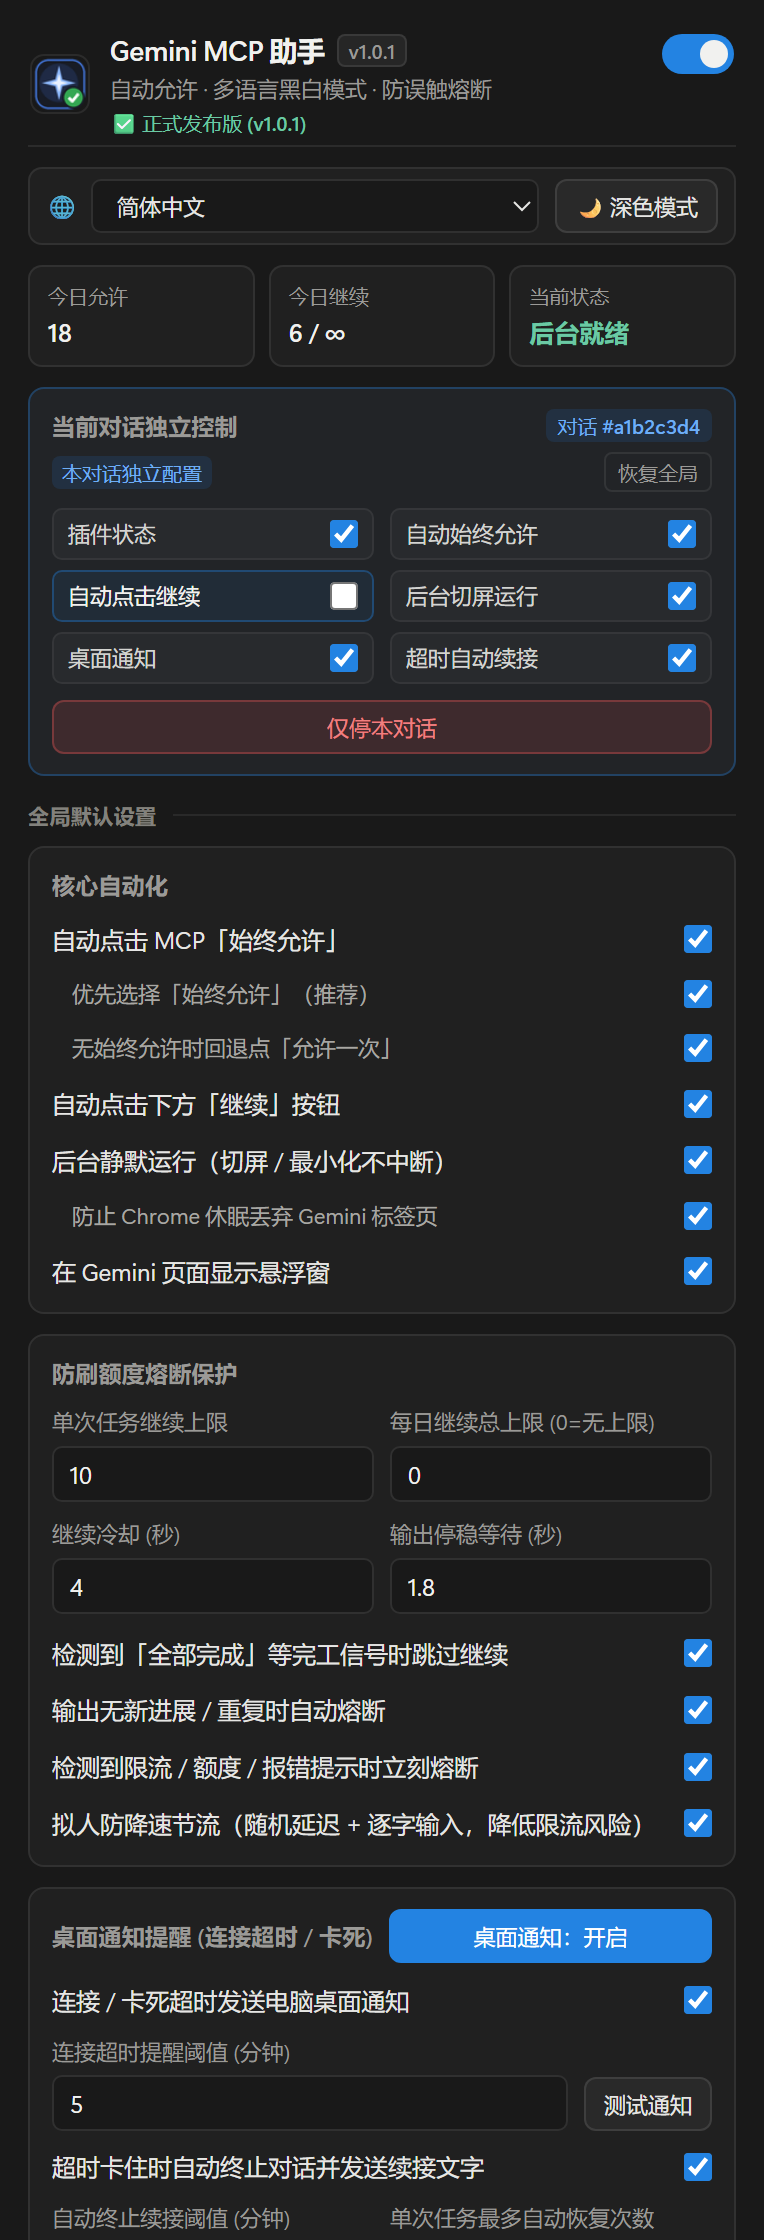 Gemini MCP 助手 v1.0.1
自动允许 · 多语言黑白模式 · 防误触熔断
✅ 正式发布版 (v1.0.1)
🌐 简体中文 🌙 深色模式
今日允许 今日继续 当前状态
18 6 / ∞ 后台就绪
当前对话独立控制 对话 #a1b2c3d4
本对话独立配置 恢复全局
插件状态 自动始终允许
自动点击继续 后台切屏运行
桌面通知 超时自动续接
仅停本对话
全局默认设置
核心自动化
自动点击 MCP「始终允许」
优先选择「始终允许」（推荐）
无始终允许时回退点「允许一次」
自动点击下方「继续」按钮
后台静默运行（切屏 / 最小化不中断）
防止 Chrome 休眠丢弃 Gemini 标签页
在 Gemini 页面显示悬浮窗
防刷额度熔断保护
单次任务继续上限 每日继续总上限 (0=无上限)
10 0
继续冷却 (秒) 输出停稳等待 (秒)
4 1.8
检测到「全部完成」等完工信号时跳过继续
输出无新进展 / 重复时自动熔断
检测到限流 / 额度 / 报错提示时立刻熔断
拟人防降速节流（随机延迟 + 逐字输入，降低限流风险）
桌面通知提醒 (连接超时 / 卡死) 桌面通知：开启
连接 / 卡死超时发送电脑桌面通知
连接超时提醒阈值 (分钟)
5 测试通知
超时卡住时自动终止对话并发送续接文字
自动终止续接阈值 (分钟) 单次任务最多自动恢复次数